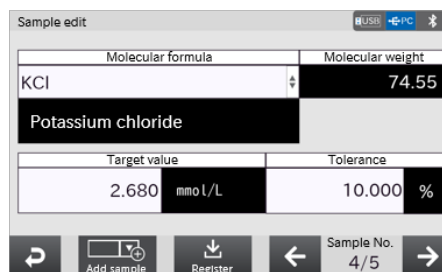 Sample edit
USB PC
Molecular formula Molecular weight
KCl 74.55
Potassium chloride
Target value Tolerance
2.680 mmol/L 10.000 %
Sample No.
4/5
Add sample Register